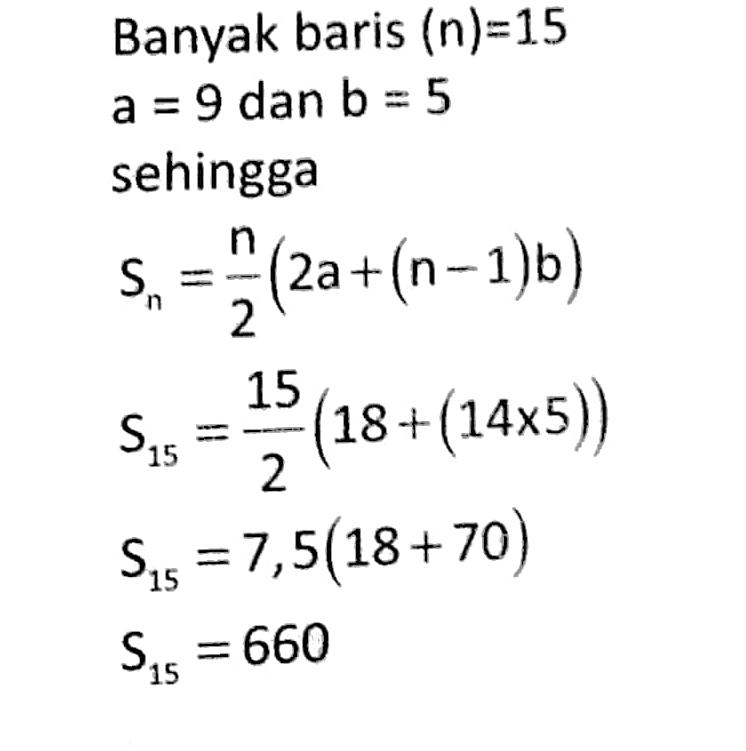 Banyak baris (n)=15
a = 9 dan b = 5
sehingga
Sₙ = n/2 (2a+(n−1)b)
S₁₅ = 15/2 (18+(14x5))
S₁₅ = 7,5(18+70)
S₁₅ = 660